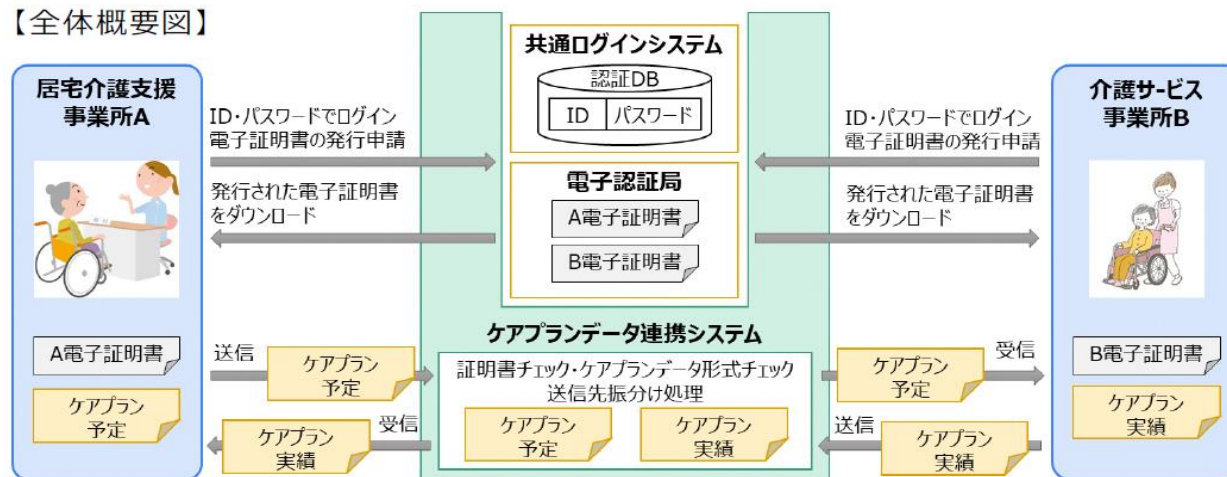 【全体概要図】
居宅介護支援
事業所A
A電子証明書
ケアプラン
予定
ID・パスワードでログイン
電子証明書の発行申請
発行された電子証明書
をダウンロード
送信
ケアプラン
予定
受信
ケアプラン
実績
共通ログインシステム
認証DB
ID
パスワード
電子認証局
A電子証明書
B電子証明書
ケアプランデータ連携システム
証明書チェック・ケアプランデータ形式チェック
送信先振分け処理
ケアプラン
予定
ケアプラン
実績
ID・パスワードでログイン
電子証明書の発行申請
発行された電子証明書
をダウンロード
ケアプラン
予定
受信
送信
ケアプラン
実績
介護サービス
事業所B
B電子証明書
ケアプラン
実績